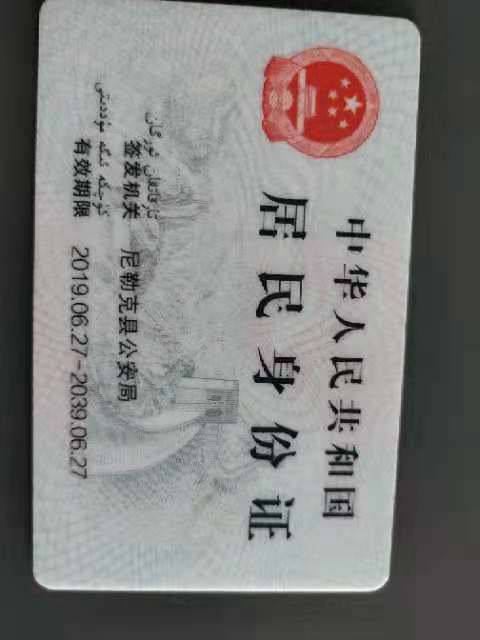 中华人民共和国
居民身份证
签发机关 尼勒克县公安局
有效期限 2019.06.27-2039.06.27